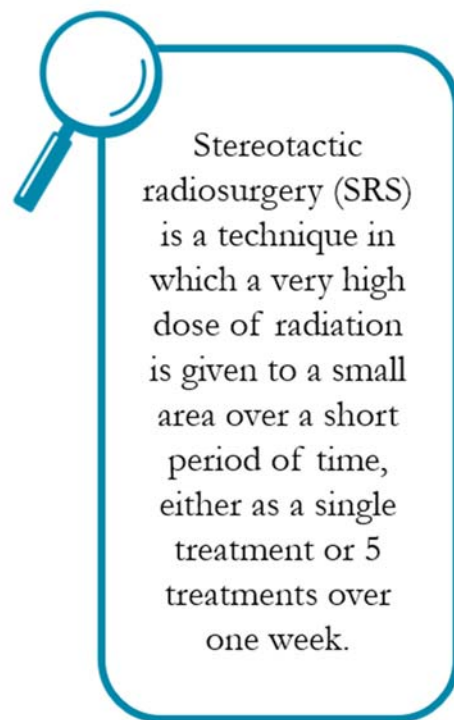 Stereotactic
radiosurgery (SRS)
is a technique in
which a very high
dose of radiation
is given to a small
area over a short
period of time,
either as a single
treatment or 5
treatments over
one week.